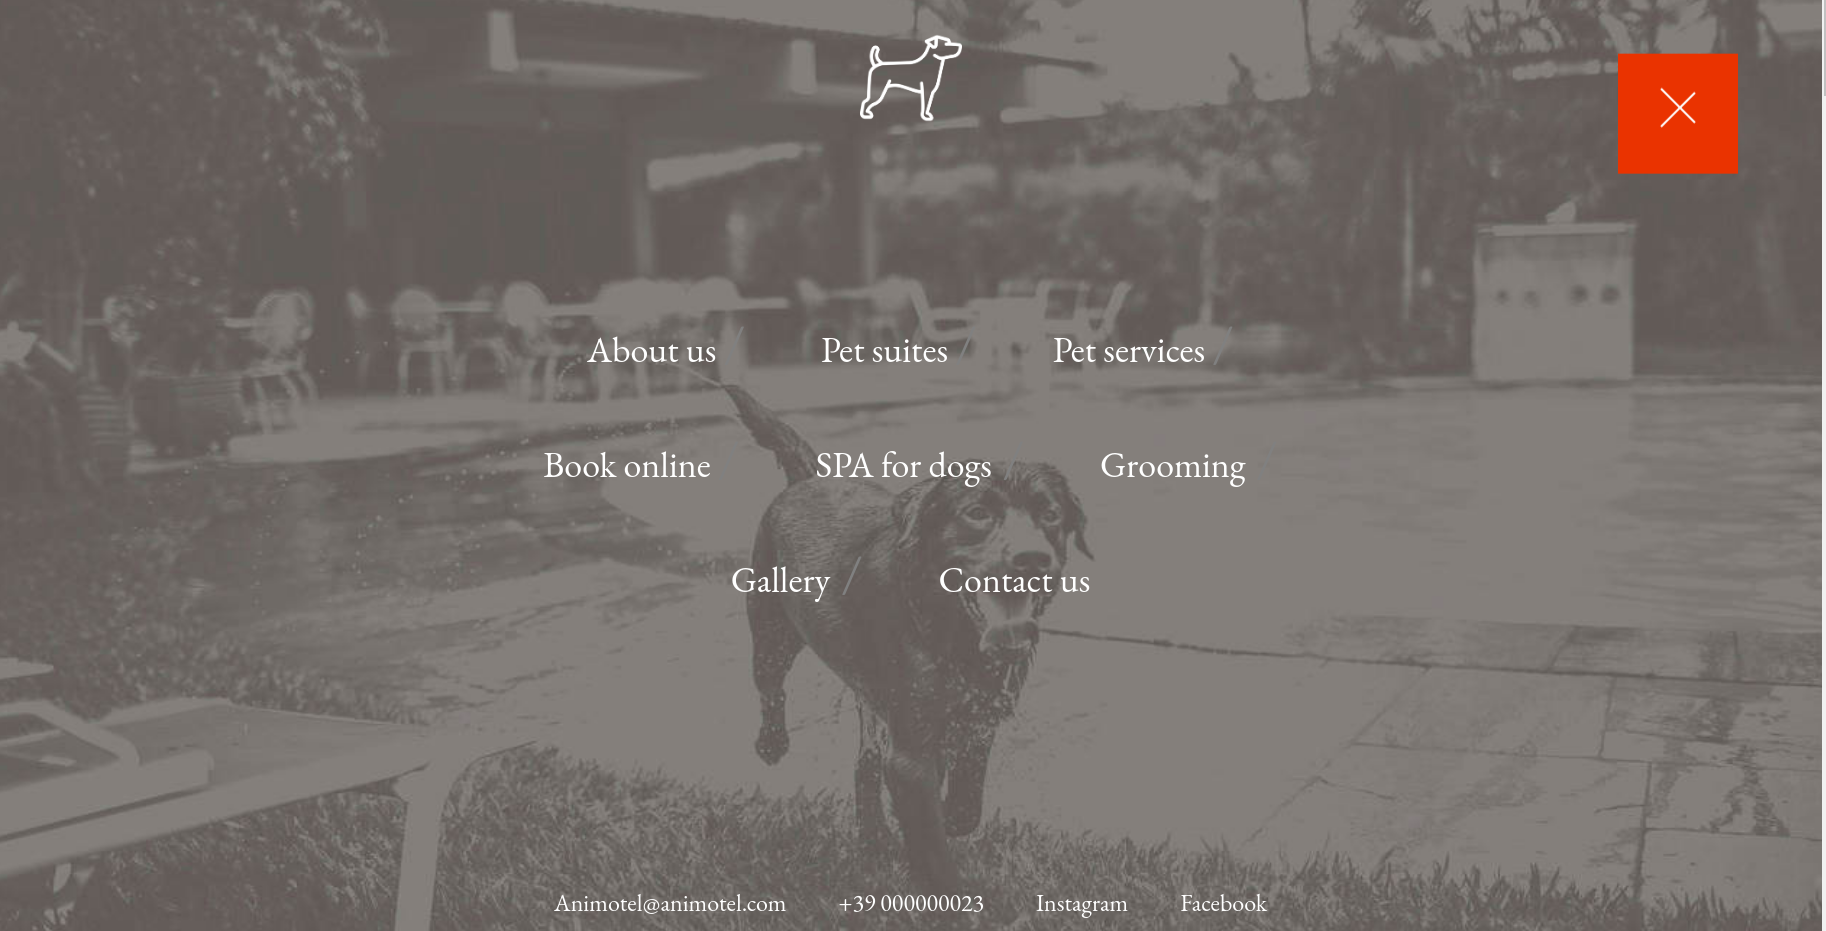 About us / Pet suites / Pet services /
Book online SPA for dogs Grooming
Gallery / Contact us
Animotel@animotel.com +39 000000023 Instagram Facebook